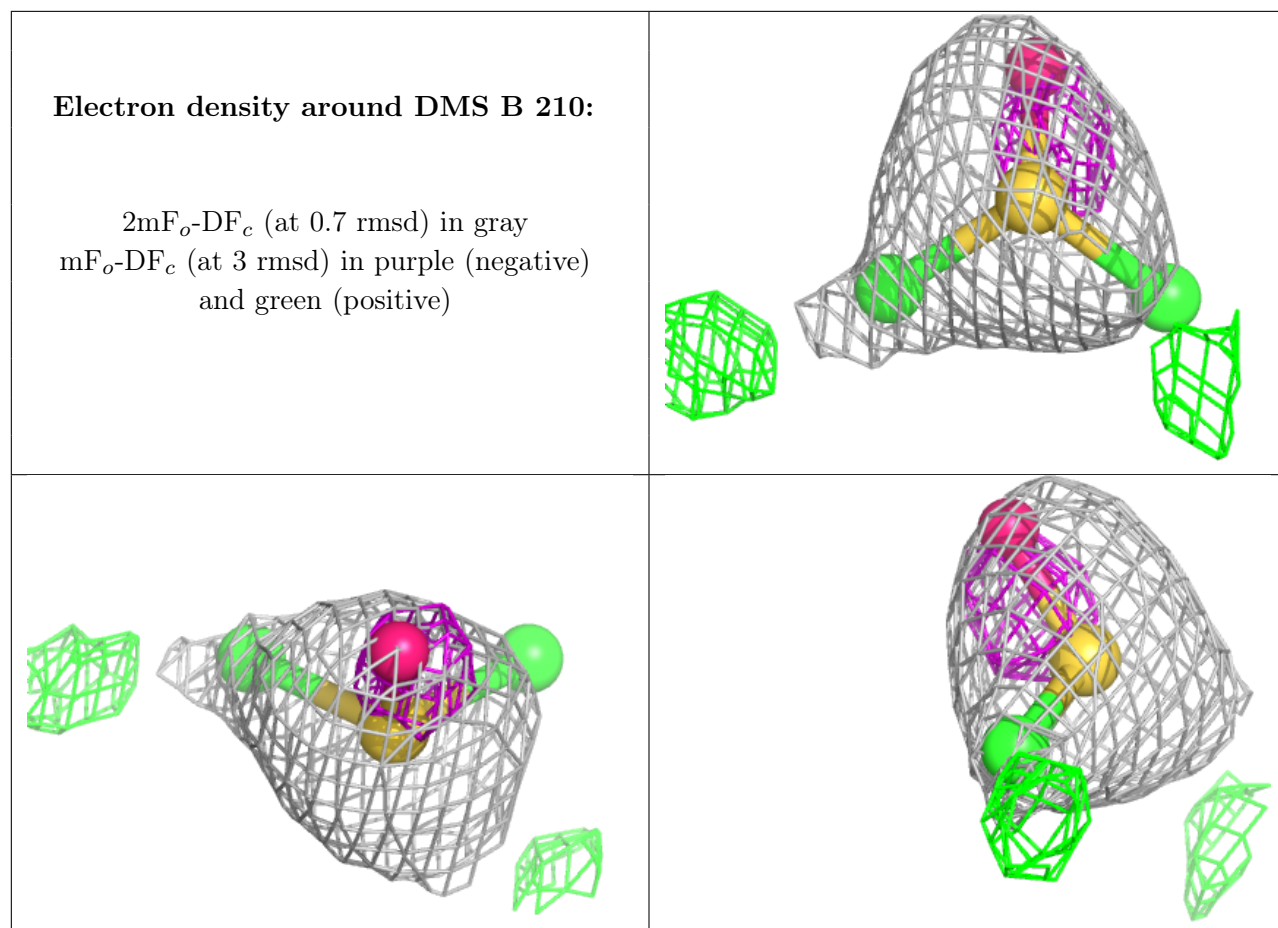 Electron density around DMS B 210:
2mFo-DFc (at 0.7 rmsd) in gray
mFo-DFc (at 3 rmsd) in purple (negative)
and green (positive)